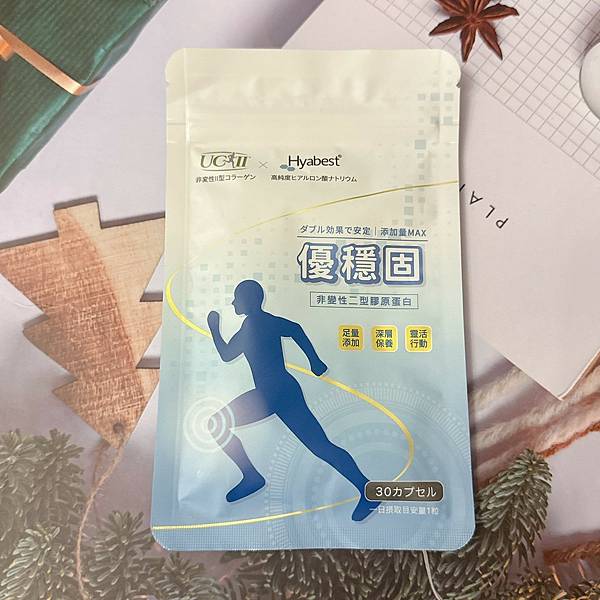 UC-II × Hyabest®
非変性II型コラーゲン 高純度ヒアルロン酸ナトリウム
ダブル効果で安定｜添加量MAX
優穩固
非變性二型膠原蛋白
足量 深層 靈活
添加 保養 行動
30カプセル
一日摂取目安量1粒
PLA